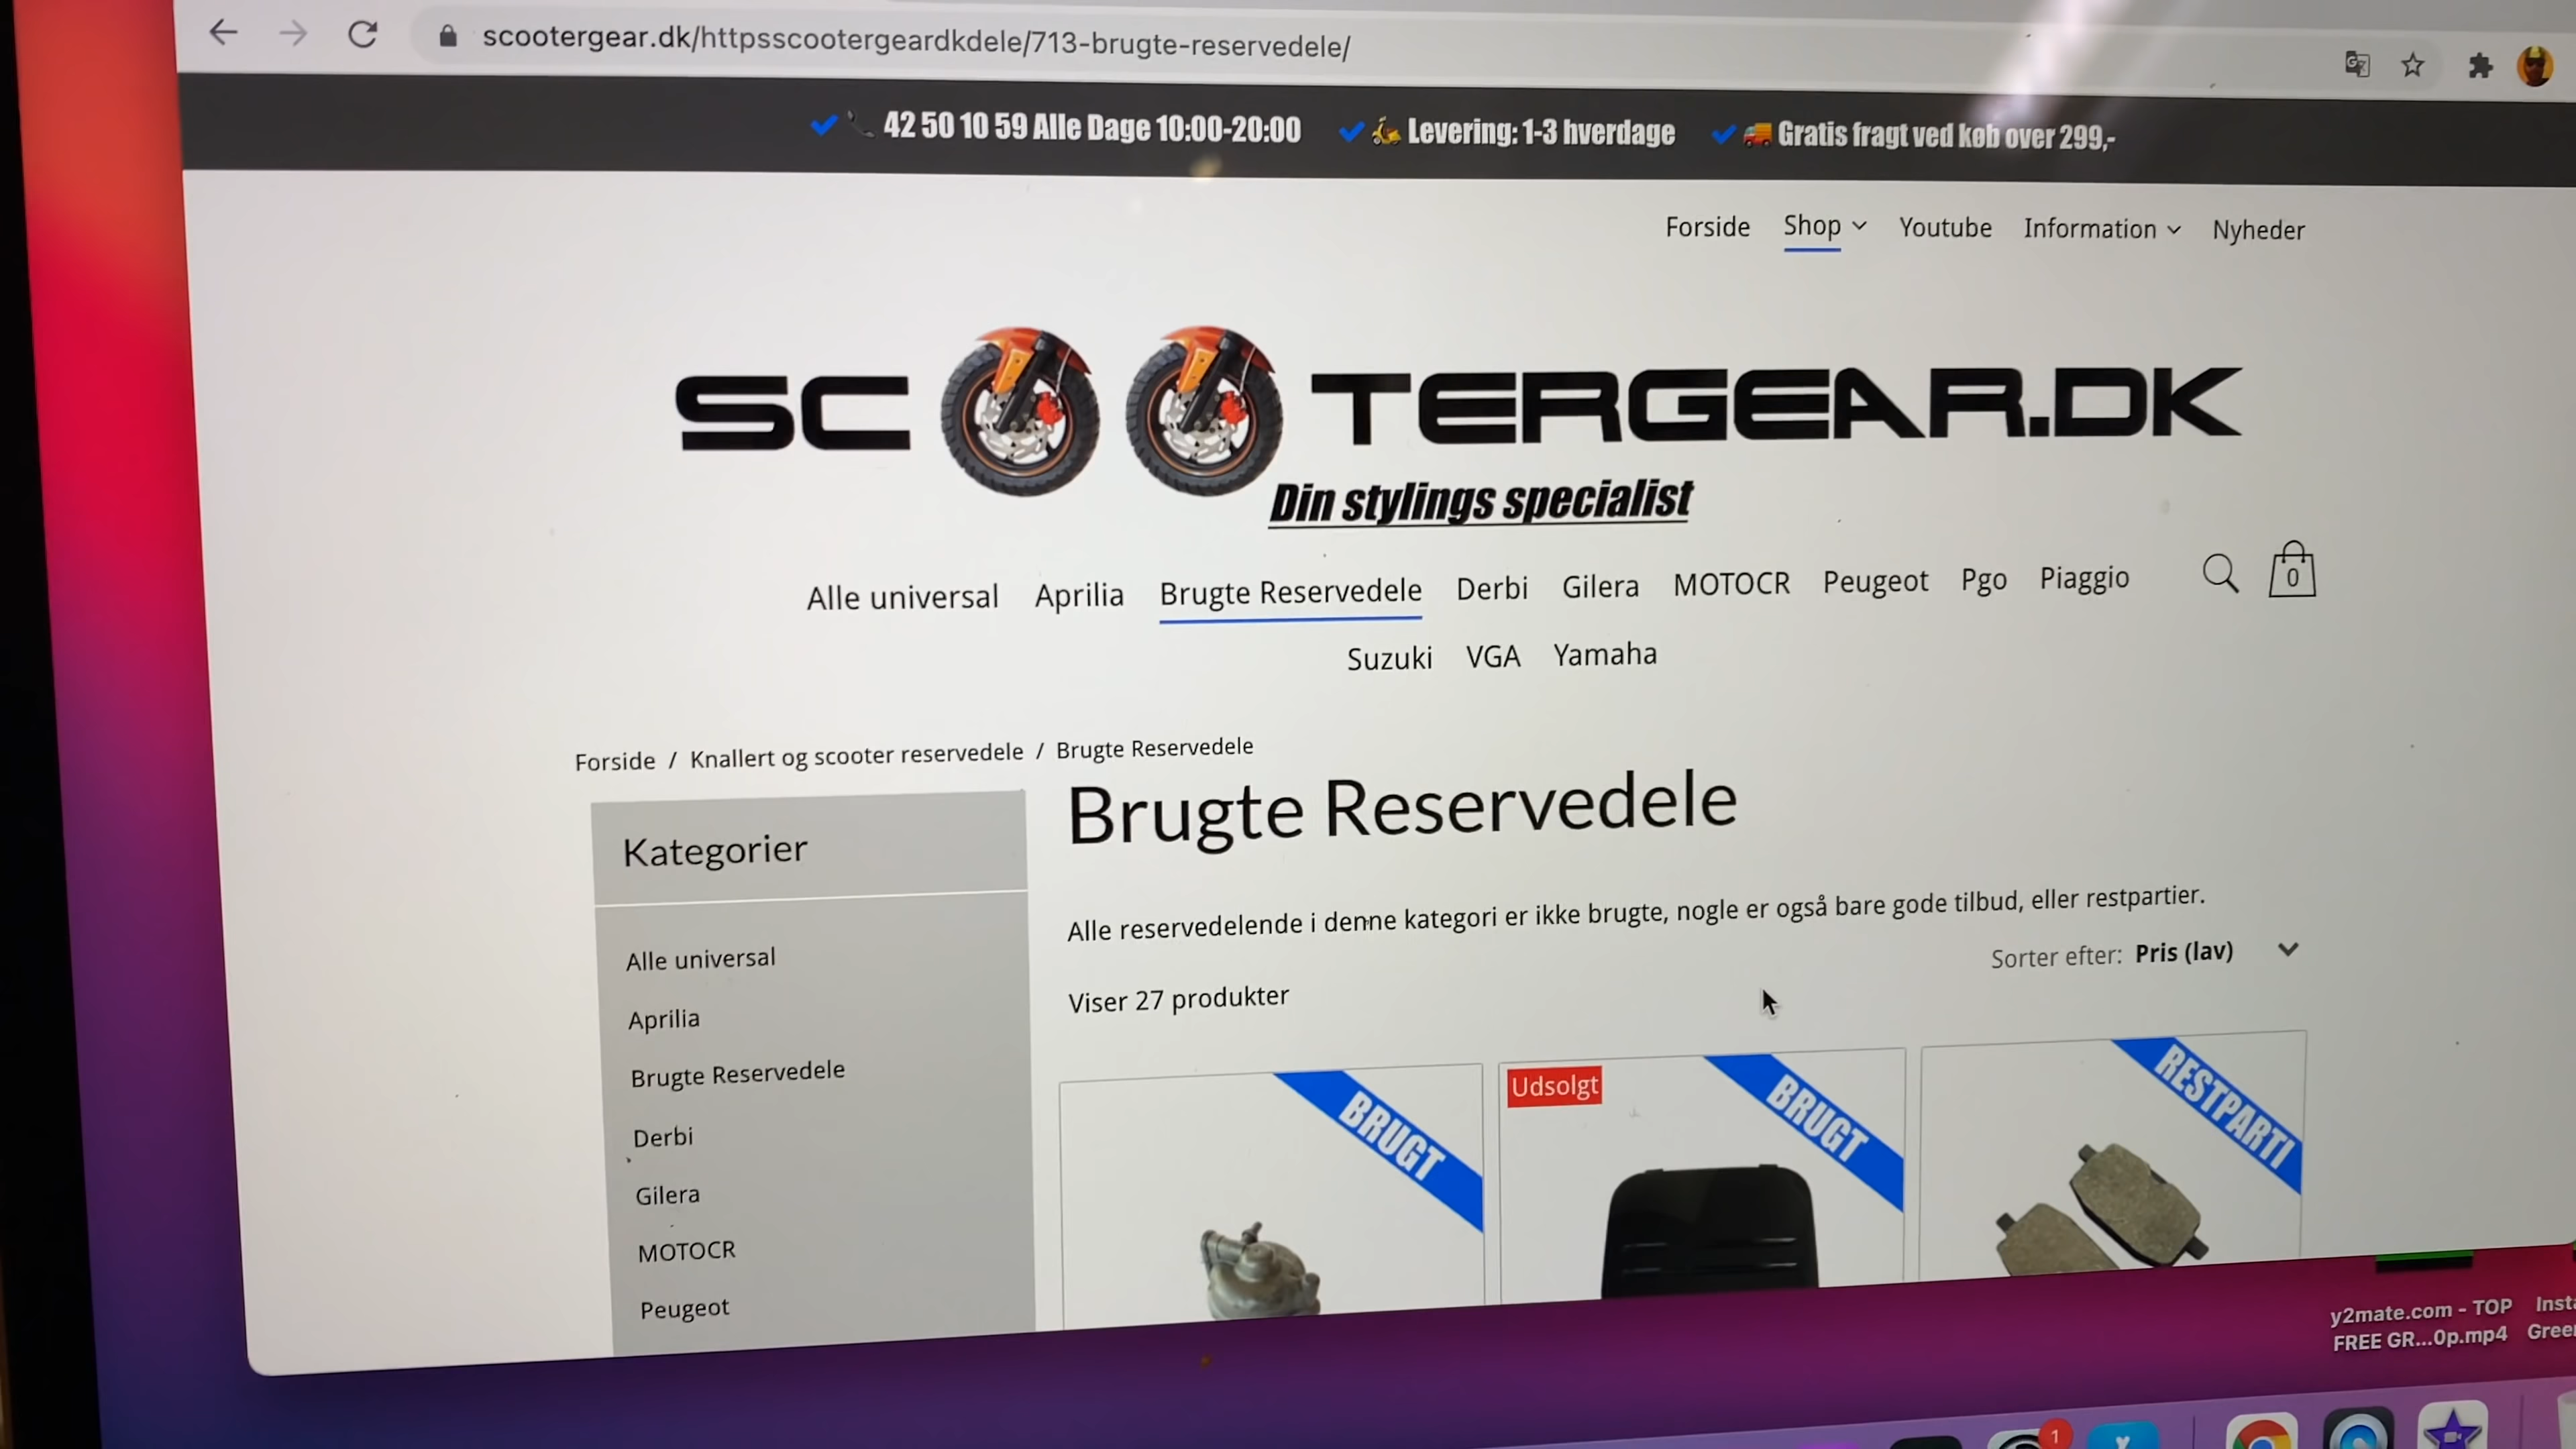 scootergear.dk/httpsscootergeardkdele/713-brugte-reservedele/
42 50 10 59 Alle Dage 10:00-20:00 Levering: 1-3 hverdage Gratis fragt ved køb over 299,-
Forside Shop Youtube Information Nyheder
SC TERGEAR.DK
Din stylings specialist
Alle universal Aprilia Brugte Reservedele Derbi Gilera MOTOCR Peugeot Pgo Piaggio
0
Suzuki VGA Yamaha
Forside / Knallert og scooter reservedele / Brugte Reservedele
Kategorier
Alle universal
Aprilia
Brugte Reservedele
Derbi
Gilera
MOTOCR
Peugeot
Brugte Reservedele
Alle reservedelende i denne kategori er ikke brugte, nogle er også bare gode tilbud, eller restpartier.
Sorter efter: Pris (lav)
Viser 27 produkter
BRUGT
Udsolgt
BRUGT
RESTPARTI
y2mate.com - TOP
FREE GR...0p.mp4
1